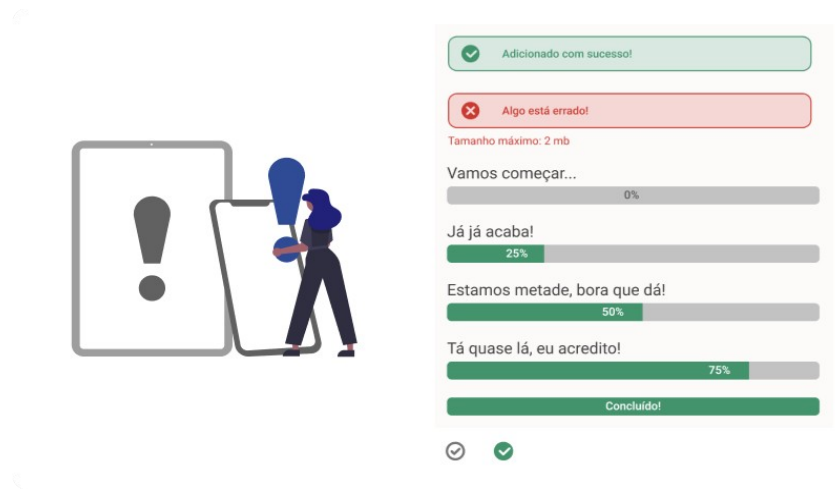 Adicionado com sucesso!
Algo está errado!
Tamanho máximo: 2 mb
Vamos começar...
0%
Já já acaba!
25%
Estamos metade, bora que dá!
50%
Tá quase lá, eu acredito!
75%
Concluído!